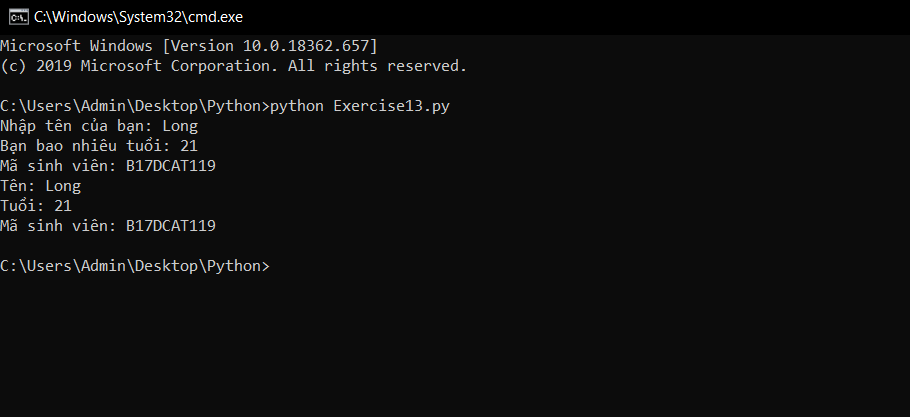 C:\Windows\System32\cmd.exe
Microsoft Windows [Version 10.0.18362.657]
(c) 2019 Microsoft Corporation. All rights reserved.
C:\Users\Admin\Desktop\Python>python Exercise13.py
Nhập tên của bạn: Long
Bạn bao nhiêu tuổi: 21
Mã sinh viên: B17DCAT119
Tên: Long
Tuổi: 21
Mã sinh viên: B17DCAT119
C:\Users\Admin\Desktop\Python>